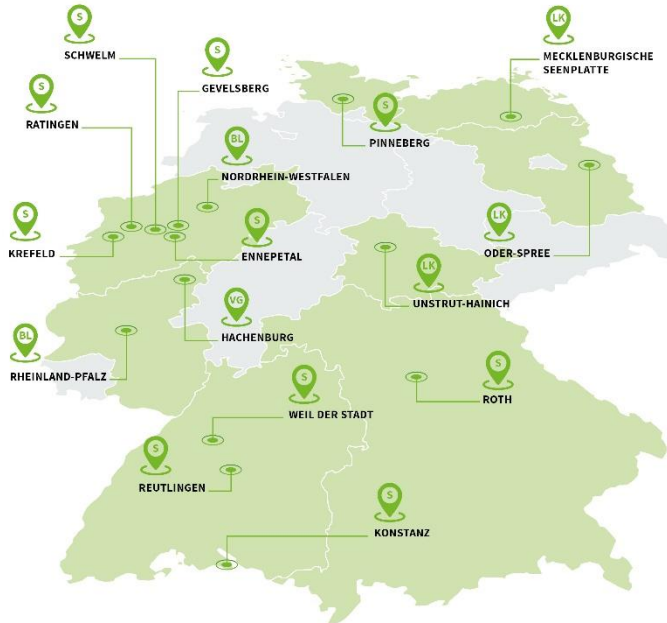 S
SCHWELM
S
GEVELSBERG
LK
MECKLENBURGISCHE
SEENPLATTE
S
RATINGEN
S
PINNEBERG
BL
NORDRHEIN-WESTFALEN
S
KREFELD
S
ENNEPETAL
LK
ODER-SPREE
LK
UNSTRUT-HAINICH
VG
HACHENBURG
BL
RHEINLAND-PFALZ
S
ROTH
S
WEIL DER STADT
S
REUTLINGEN
S
KONSTANZ